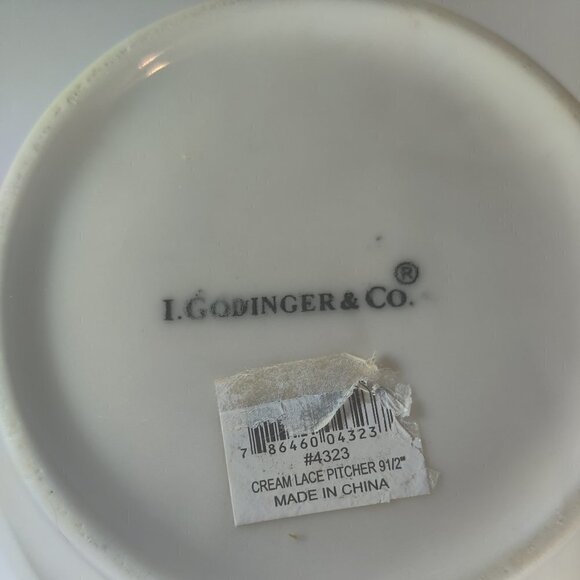 I. GODINGER & CO.®
7 86460 04323
#4323
CREAM LACE PITCHER 91/2"
MADE IN CHINA